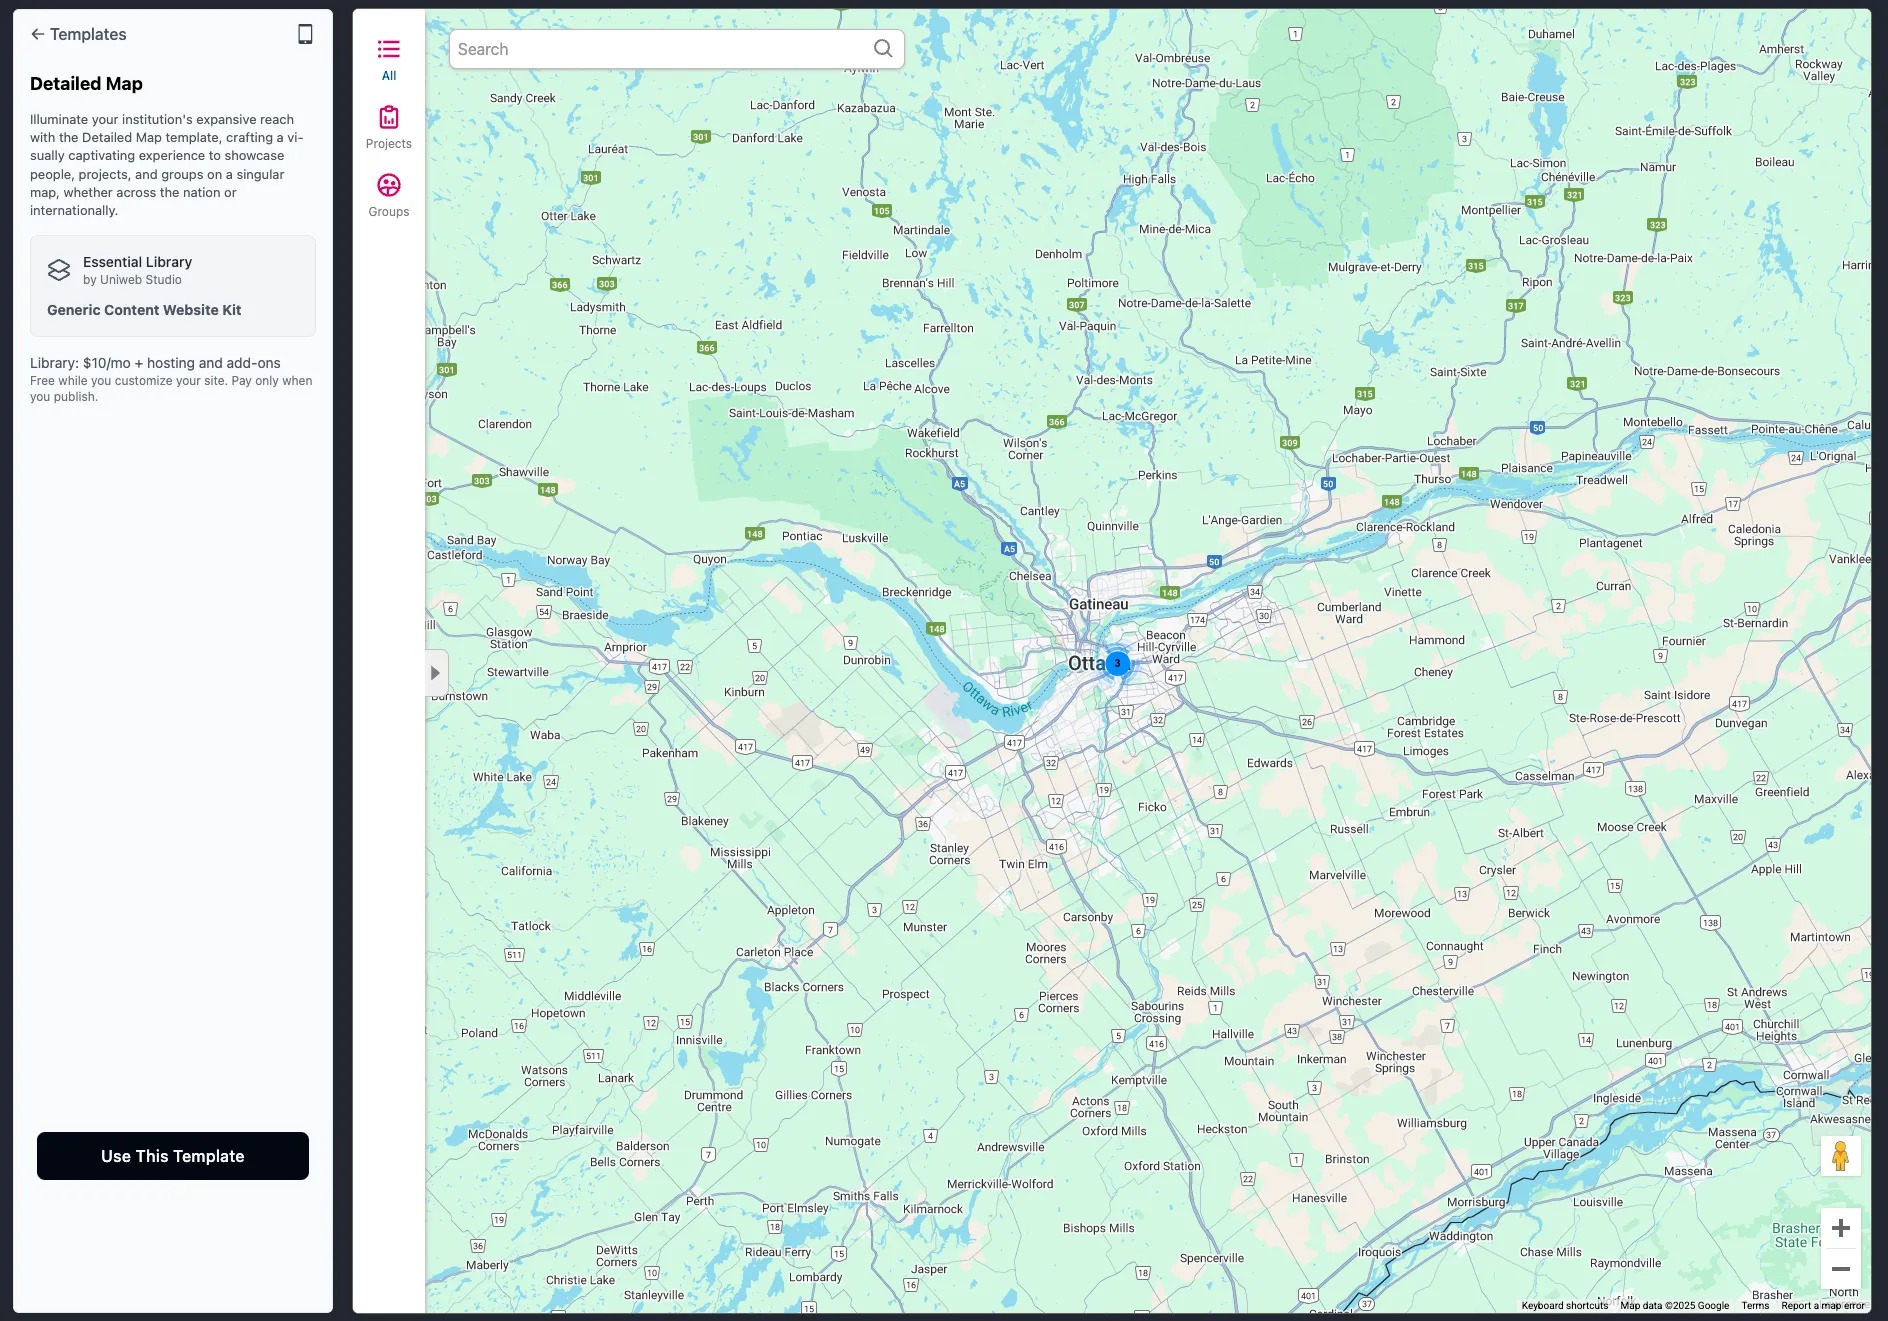 Templates
Detailed Map
Illuminate your institution's expansive reach
with the Detailed Map template, crafting a vi-
sually captivating experience to showcase
people, projects, and groups on a singular
map, whether across the nation or
internationally.
Essential Library
by Uniweb Studio
Generic Content Website Kit
Library: $10/mo + hosting and add-ons
Free while you customize your site. Pay only when
you publish.
Use This Template
All
Projects
Groups
Search
Duhamel
Lac-Vert
Val-Ombreuse
Amherst
Rockway
Valley
Lac-des-Plages
Notre-Dame-du-Laus
Baie-Creuse
Sandy Creek
Lac-Danford
Kazabazua
Mont Ste.
Marie
Danford Lake
Saint-Émile-de-Suffolk
Lauréat
Val-des-Bois
Lac-Simon
Boileau
Chénéville
Namur
High Falls
Lac-Écho
Venosta
Otter Lake
Montpellier
Martindale
Mine-de-Mica
Lac-Grosleau
Schwartz
Fieldville
Low
Denholm
Notre-Dame-de-la-Paix
Mulgrave-et-Derry
Brennan's Hill
Poltimore
Ripon
Ladysmith
Notre-Dame-de-la-Salette
Thorne
East Aldfield
Farrellton
Val-Paquin
Saint-André-Avellin
Lascelles
La Petite-Mine
Saint-Sixte
Notre-Dame-de-Bonsecours
Thorne Lake
Lac-des-Loups
Duclos
La Pêche
Alcove
Val-des-Monts
Saint-Louis-de-Masham
Lac-McGregor
Mayo
Clarendon
Montebello
Fassett
Pointe-au-Chêne
Wakefield
Rockhurst
Wilson's
Corner
Lochaber
L'Orignal
Lochaber-Partie-Ouest
Papineauville
Plaisance
Shawville
Perkins
Thurso
Treadwell
Wendover
Cantley
L'Ange-Gardien
Alfred
Quinnville
Clarence-Rockland
Caledonia
Springs
Sand Bay
Castleford
Pontiac
Luskville
Plantagenet
Norway Bay
Quyon
Chelsea
Clarence Creek
Curran
Sand Point
Breckenridge
Vinette
Braeside
Gatineau
Cumberland
Ward
St-Bernardin
Glasgow
Station
Beacon
Hill-Cyrville
Ward
Hammond
Fournier
Arnprior
Dunrobin
Stewartville
Cheney
3
Kinburn
Ottawa River
Saint Isidore
Ste-Rose-de-Prescott
Cambridge
Forest Estates
Dunvegan
Waba
Pakenham
Limoges
Edwards
White Lake
Casselman
Forest Park
Greenfield
Maxville
Ficko
Embrun
Blakeney
Russell
St-Albert
Moose Creek
Mississippi
Mills
Stanley
Corners
Twin Elm
California
Marvelville
Crysler
Apple Hill
Appleton
Carsonby
Morewood
Berwick
Avonmore
Tatlock
Munster
Martintown
Carleton Place
Moores
Corners
Connaught
Finch
Newington
Blacks Corners
Prospect
Middleville
Hopetown
Pierces
Corners
Reids Mills
Chesterville
St Andrews
West
Winchester
Sabourins
Crossing
Poland
Innisville
Hallville
Churchill
Heights
Lunenburg
Franktown
Mountain
Inkerman
Winchester
Springs
Watsons
Corners
Lanark
Kemptville
Cornwall
Cornwall
Island
Drummond
Centre
Gillies Corners
Actons
Corners
South
Mountain
Ingleside
Akwesasne
Williamsburg
McDonalds
Corners
Playfairville
Oxford Mills
Heckston
Massena
Center
Balderson
Numogate
Andrewsville
Upper Canada
Village
Bells Corners
Oxford Station
Brinston
Massena
Merrickville-Wolford
Smiths Falls
Hanesville
Morrisburg
Louisville
Perth
Port Elmsley
Kilmarnock
Glen Tay
Bishops Mills
Waddington
Rideau Ferry
DeWitts
Corners
Spencerville
Iroquois
Chase Mills
Raymondville
Maberly
Christie Lake
Lombardy
Jasper
Stanleyville
Brasher
North
Keyboard shortcuts
Map data ©2025 Google
Terms
Report a map error